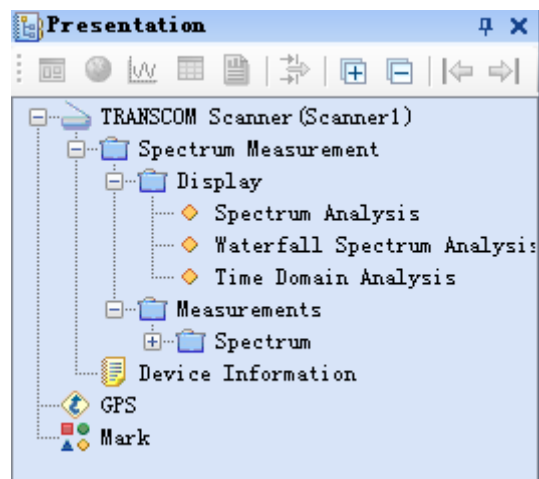 Presentation
TRANSCOM Scanner(Scanner1)
Spectrum Measurement
Display
Spectrum Analysis
Waterfall Spectrum Analysis
Time Domain Analysis
Measurements
Spectrum
Device Information
GPS
Mark